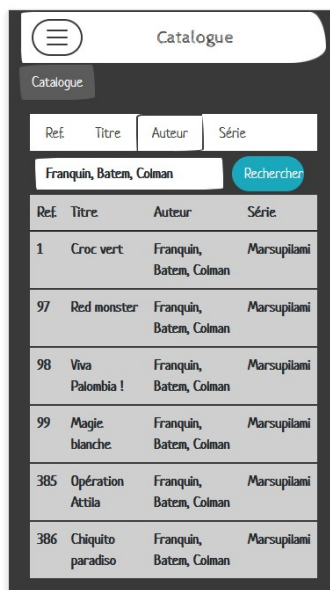 Catalogue
Catalogue
Ref. Titre Auteur Série
Franquin, Batem, Colman Rechercher
Ref. Titre Auteur Série
1 Croc vert Franquin, Marsupilami
Batem, Colman
97 Red monster Franquin, Marsupilami
Batem, Colman
98 Viva Franquin, Marsupilami
Palombia ! Batem, Colman
99 Magie Franquin, Marsupilami
blanche Batem, Colman
385 Opération Franquin, Marsupilami
Attila Batem, Colman
386 Chiquito Franquin, Marsupilami
paradiso Batem, Colman